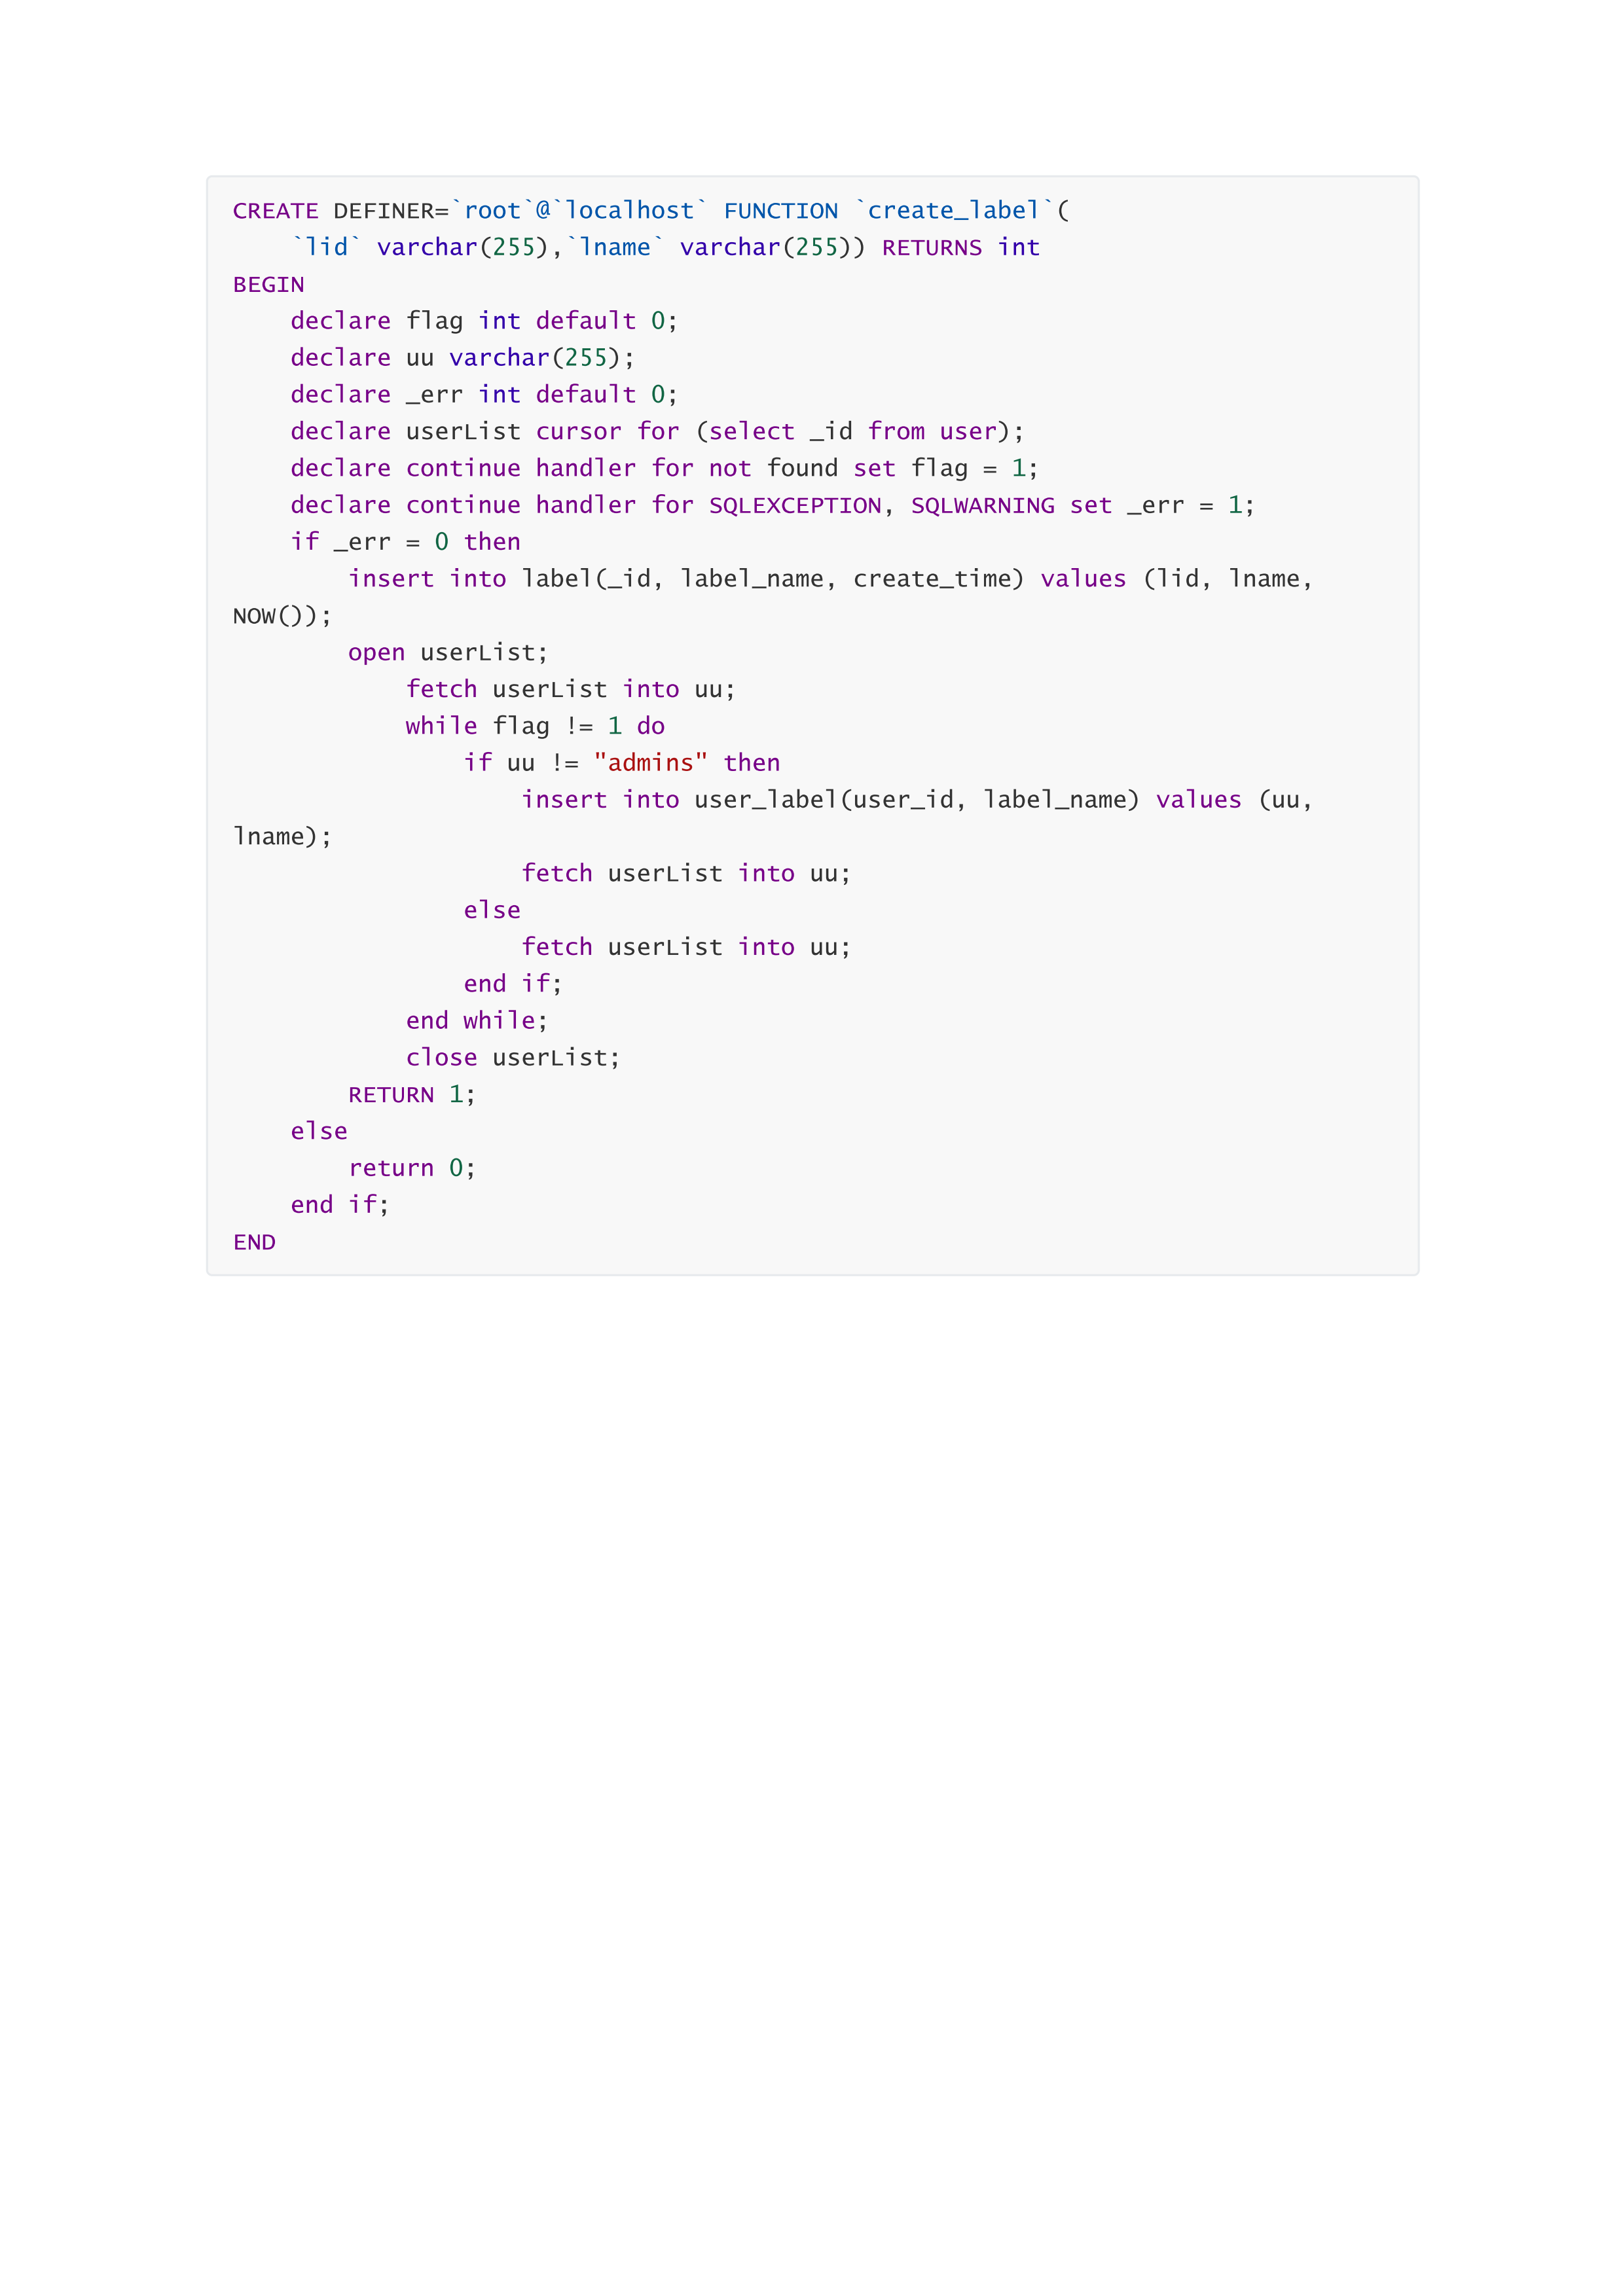 CREATE DEFINER=`root`@`localhost` FUNCTION `create_label`(
    `lid` varchar(255),`lname` varchar(255)) RETURNS int
BEGIN
    declare flag int default 0;
    declare uu varchar(255);
    declare _err int default 0;
    declare userList cursor for (select _id from user);
    declare continue handler for not found set flag = 1;
    declare continue handler for SQLEXCEPTION, SQLWARNING set _err = 1;
    if _err = 0 then
        insert into label(_id, label_name, create_time) values (lid, lname,
NOW());
        open userList;
            fetch userList into uu;
            while flag != 1 do
                if uu != "admins" then
                    insert into user_label(user_id, label_name) values (uu,
lname);
                    fetch userList into uu;
                else
                    fetch userList into uu;
                end if;
            end while;
            close userList;
        RETURN 1;
    else
        return 0;
    end if;
END